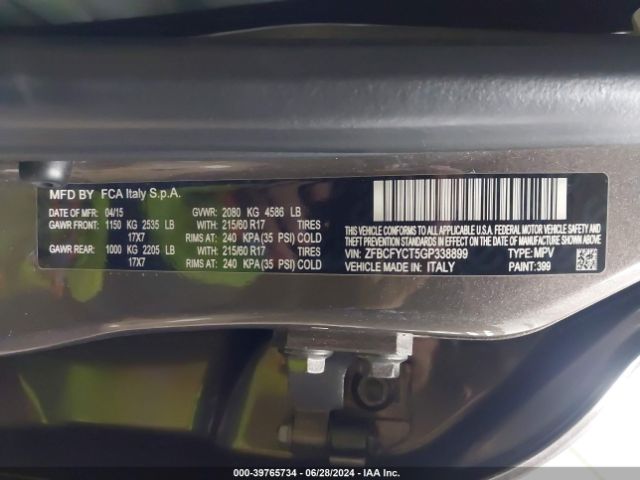 MFD BY FCA Italy S.p.A.
DATE OF MFR: 04/15 GVWR: 2080 KG 4586 LB
GAWR FRONT: 1150 KG 2535 LB WITH: 215/60 R17 TIRES
17X7 RIMS AT: 240 KPA(35 PSI) COLD
GAWR REAR: 1000 KG 2205 LB WITH: 215/60 R17 TIRES
17X7 RIMS AT: 240 KPA(35 PSI) COLD
THIS VEHICLE CONFORMS TO ALL APPLICABLE U.S.A. FEDERAL MOTOR VEHICLE
SAFETY, BUMPER, AND THEFT PREVENTION STANDARDS IN EFFECT ON THE DATE OF MANUFACTURE SHOWN ABOVE.
VIN: ZFBCFYCT5GP338899 TYPE: MPV
VEHICLE MADE IN: ITALY PAINT: 399
000-39765734 - 06/28/2024 - IAA Inc.